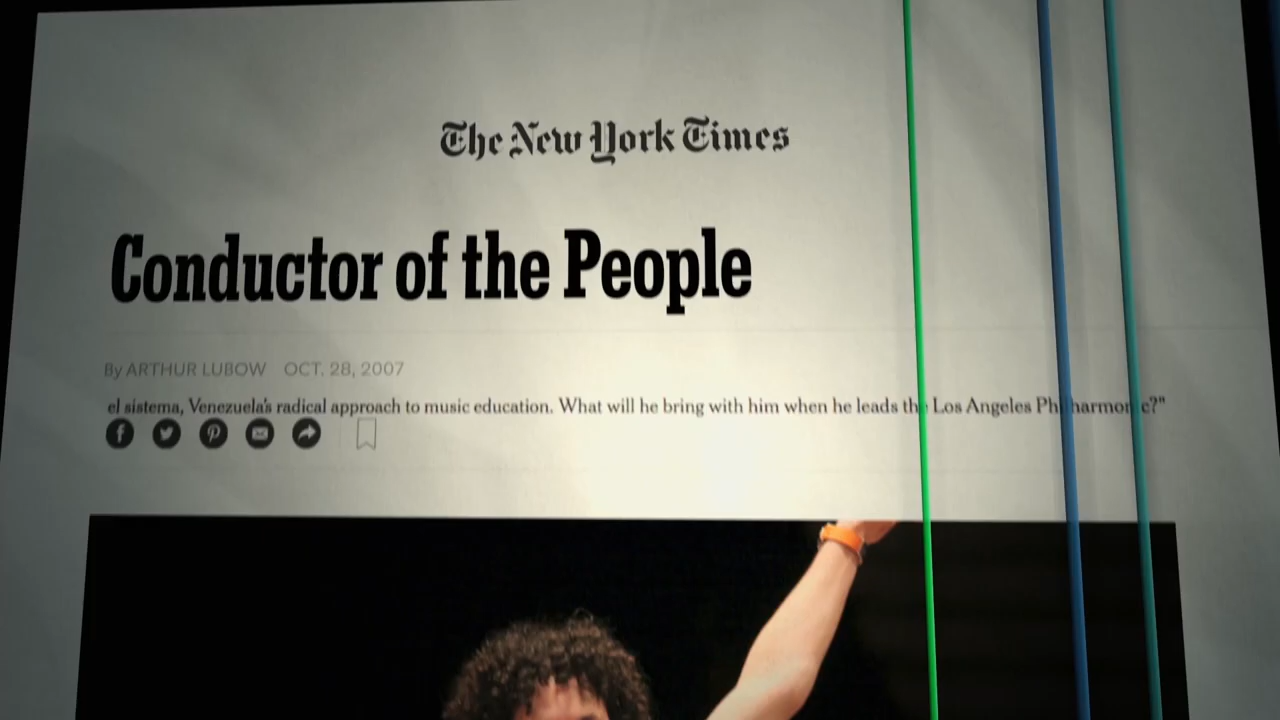 The New York Times
Conductor of the People
By ARTHUR LUBOW OCT. 28, 2007
el sistema, Venezuela's radical approach to music education. What will he bring with him when he leads the Los Angeles Philharmonic?"